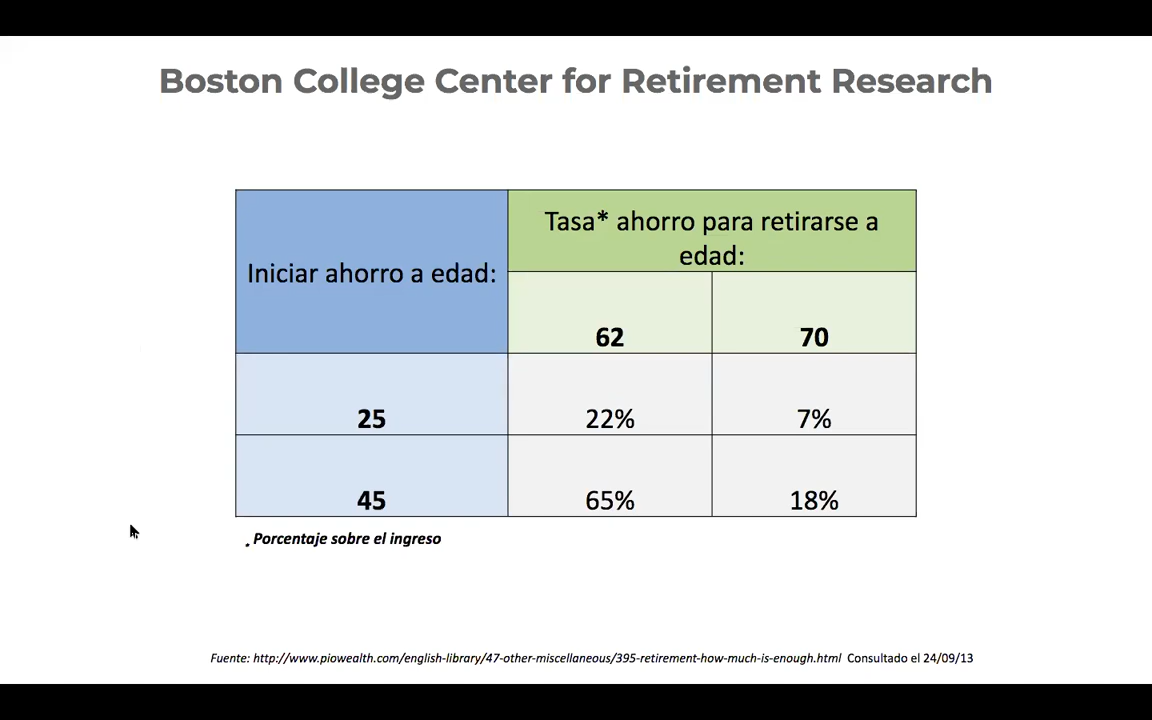 Boston College Center for Retirement Research
Iniciar ahorro a edad:
Tasa* ahorro para retirarse a
edad:
62 70
25 22% 7%
45 65% 18%
. Porcentaje sobre el ingreso
Fuente: http://www.piowealth.com/english-library/47-other-miscellaneous/395-retirement-how-much-is-enough.html Consultado el 24/09/13